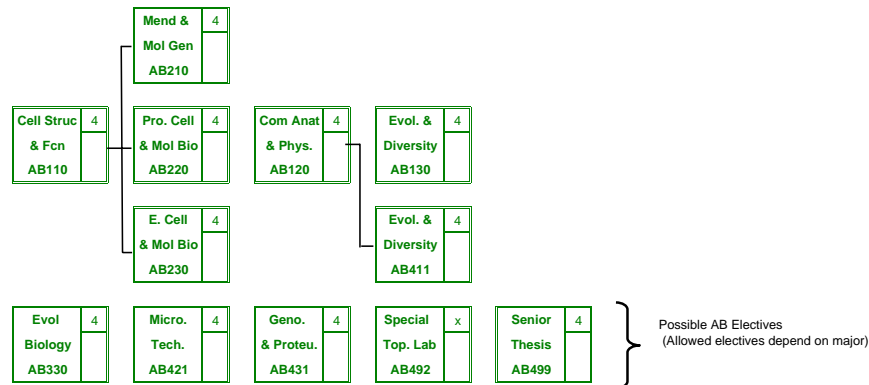 Mend & 4
Mol Gen
AB210
Cell Struc 4
& Fcn
AB110
Pro. Cell 4
& Mol Bio
AB220
Com Anat 4
& Phys.
AB120
Evol. & 4
Diversity
AB130
E. Cell 4
& Mol Bio
AB230
Evol. & 4
Diversity
AB411
Evol 4
Biology
AB330
Micro. 4
Tech.
AB421
Geno. 4
& Proteu.
AB431
Special x
Top. Lab
AB492
Senior 4
Thesis
AB499
Possible AB Electives
(Allowed electives depend on major)